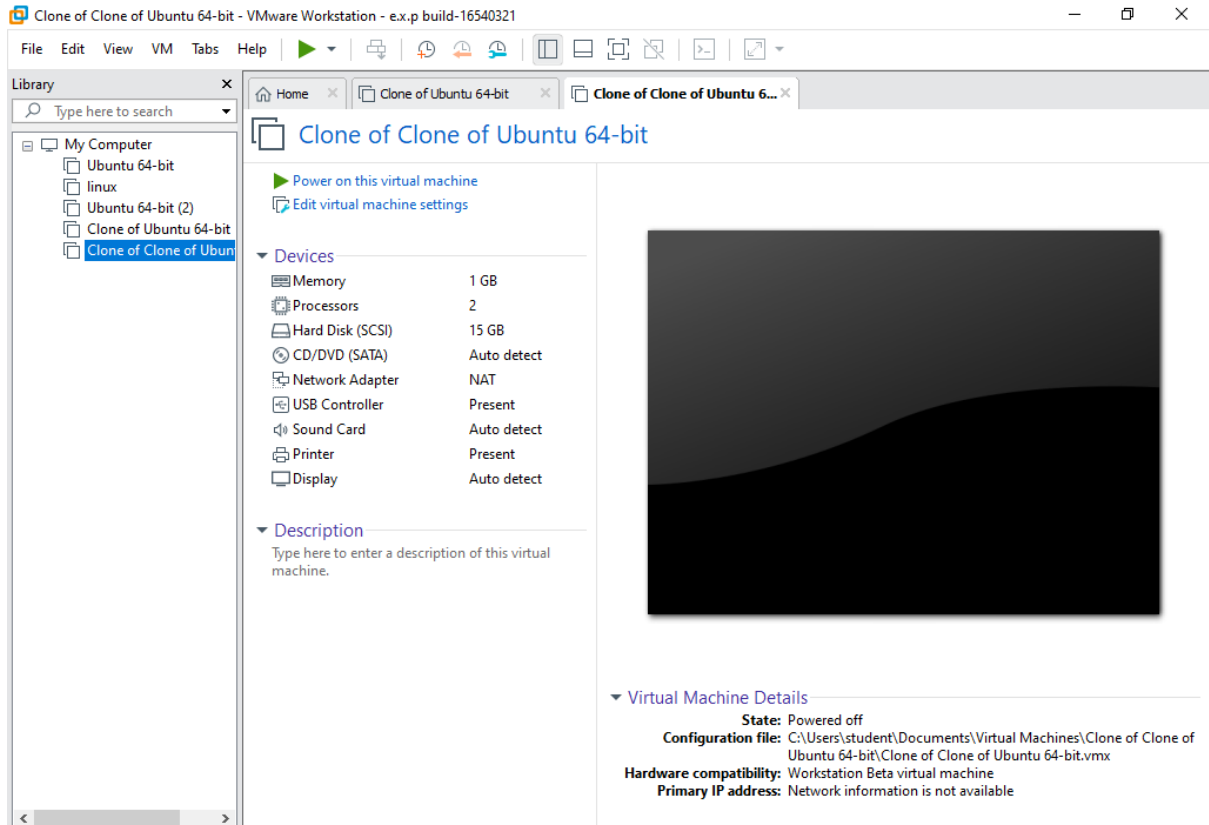 Clone of Clone of Ubuntu 64-bit - VMware Workstation - e.x.p build-16540321
File Edit View VM Tabs Help
Library
Type here to search
My Computer
Ubuntu 64-bit
linux
Ubuntu 64-bit (2)
Clone of Ubuntu 64-bit
Clone of Clone of Ubun
Home Clone of Ubuntu 64-bit Clone of Clone of Ubuntu 6...
Clone of Clone of Ubuntu 64-bit
Power on this virtual machine
Edit virtual machine settings
Devices
Memory 1 GB
Processors 2
Hard Disk (SCSI) 15 GB
CD/DVD (SATA) Auto detect
Network Adapter NAT
USB Controller Present
Sound Card Auto detect
Printer Present
Display Auto detect
Description
Type here to enter a description of this virtual
machine.
Virtual Machine Details
State: Powered off
Configuration file: C:\Users\student\Documents\Virtual Machines\Clone of Clone of
Ubuntu 64-bit\Clone of Clone of Ubuntu 64-bit.vmx
Hardware compatibility: Workstation Beta virtual machine
Primary IP address: Network information is not available